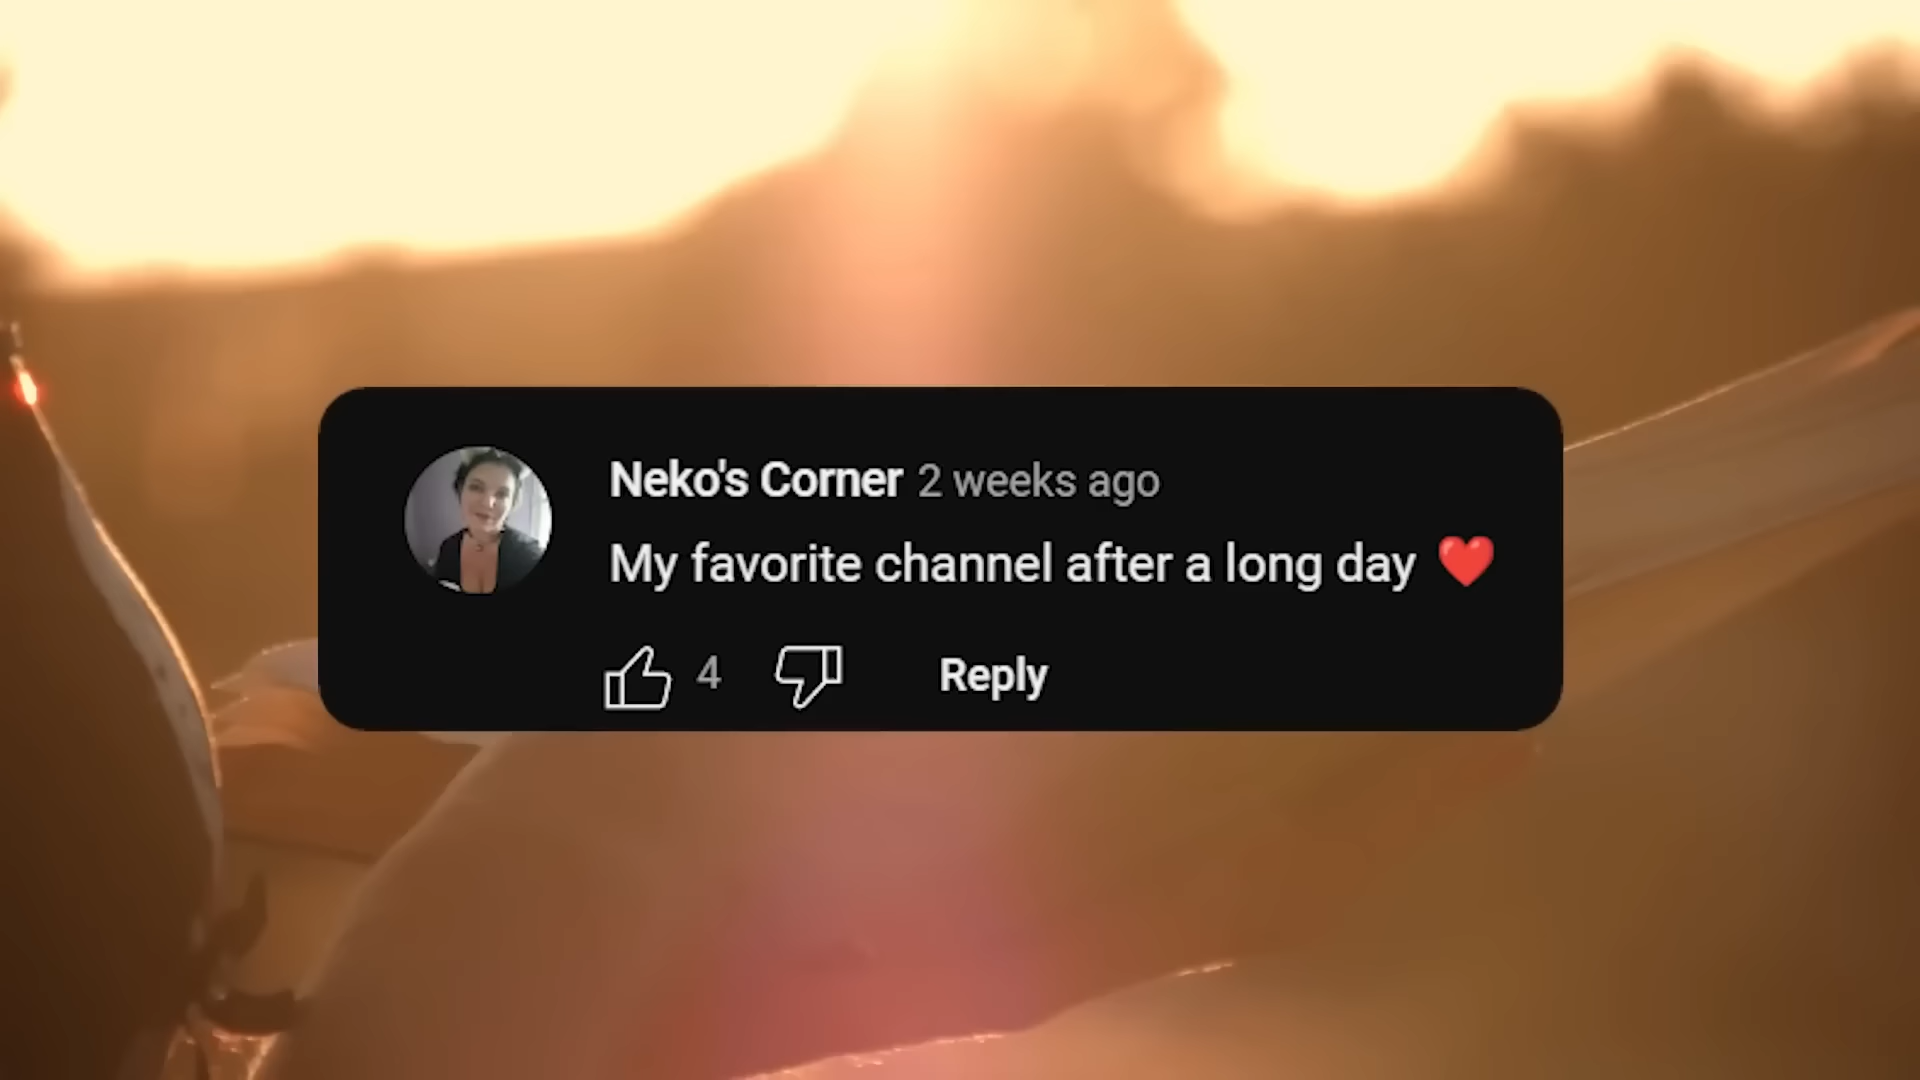 Neko's Corner 2 weeks ago
My favorite channel after a long day ❤️
4 Reply